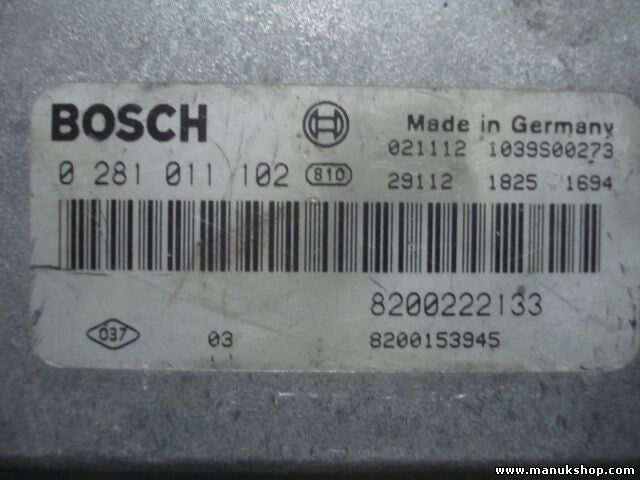 BOSCH Made in Germany
021112 1039S00273
0 281 011 102 810 29112 1825 1694
8200222133
037 03 8200153945
www.manukshop.com